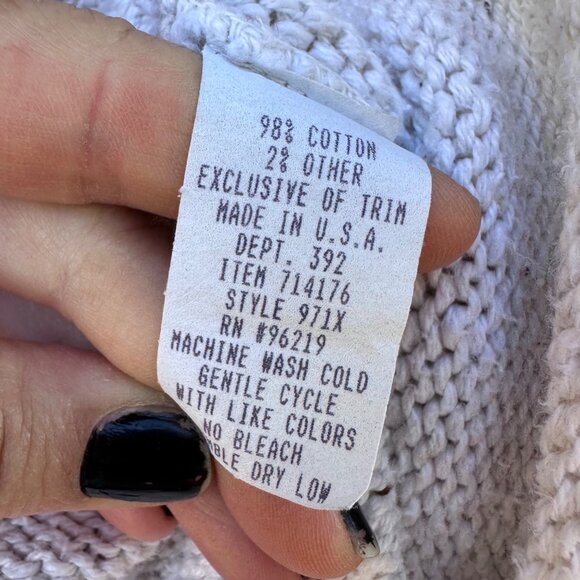 98% COTTON
2% OTHER
EXCLUSIVE OF TRIM
MADE IN U.S.A.
DEPT. 392
ITEM 714176
STYLE 971X
RN #96219
MACHINE WASH COLD
GENTLE CYCLE
WITH LIKE COLORS
NO BLEACH
DRY LOW